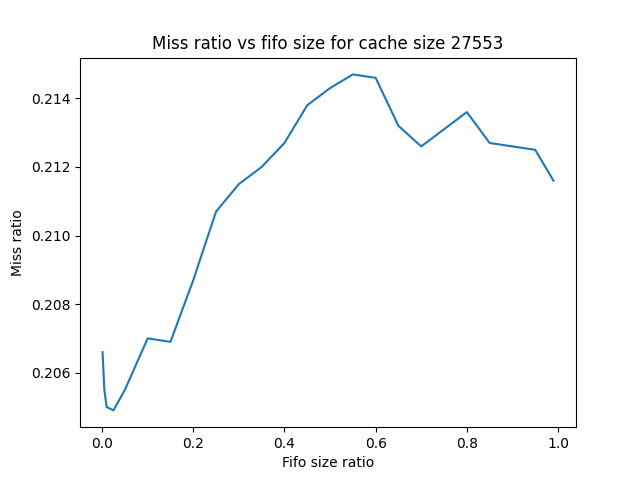 Miss ratio vs fifo size for cache size 27553
0.214
0.212
0.210
0.208
0.206
Miss ratio
0.0 0.2 0.4 0.6 0.8 1.0
Fifo size ratio